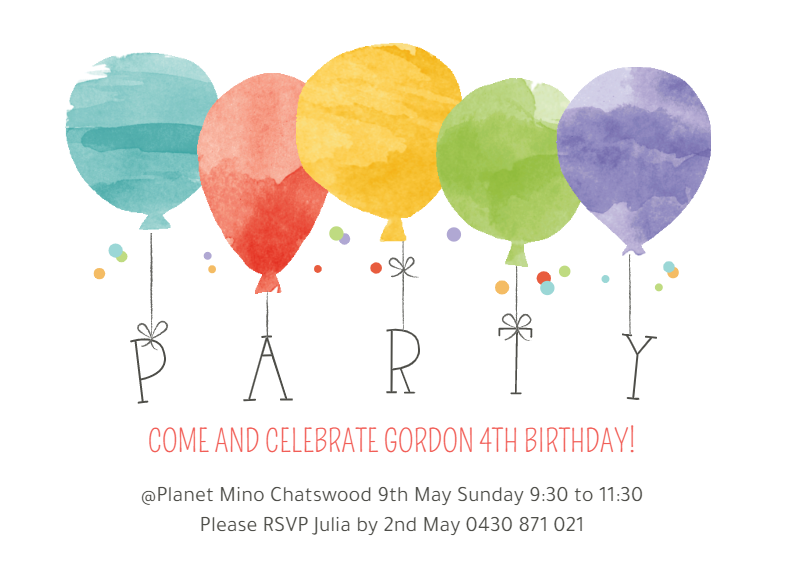 PARTY
COME AND CELEBRATE GORDON 4TH BIRTHDAY!
@Planet Mino Chatswood 9th May Sunday 9:30 to 11:30
Please RSVP Julia by 2nd May 0430 871 021